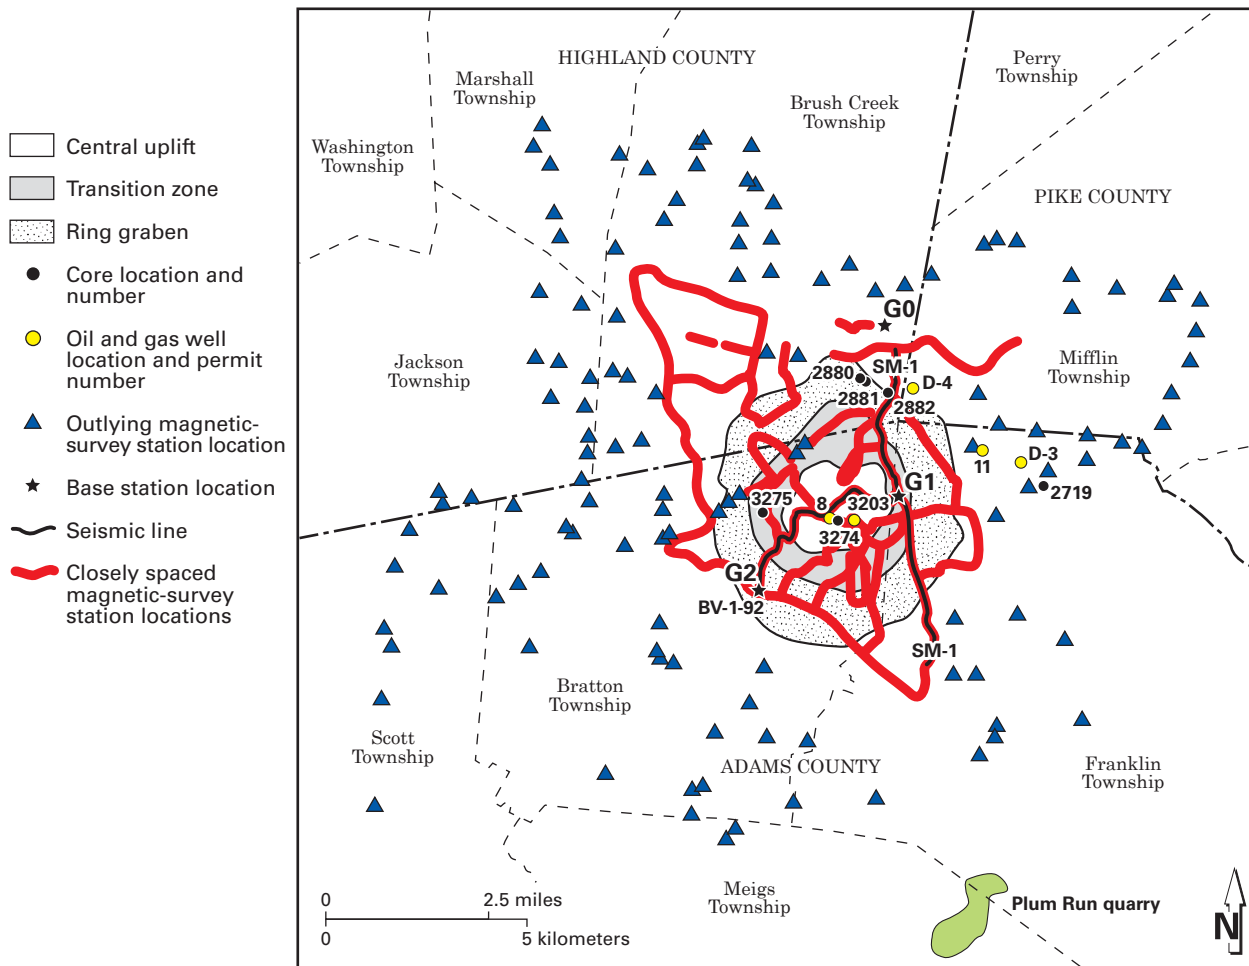 Central uplift
Transition zone
Ring graben
Core location and
number
Oil and gas well
location and permit
number
Outlying magnetic-
survey station location
Base station location
Seismic line
Closely spaced
magnetic-survey
station locations
HIGHLAND COUNTY
Marshall
Township
Washington
Township
Brush Creek
Township
Perry
Township
PIKE COUNTY
Jackson
Township
Mifflin
Township
G0
SM-1
2880
2881
2882
D-4
11
D-3
2719
G1
3275
8
3203
3274
G2
BV-1-92
SM-1
Bratton
Township
Scott
Township
ADAMS COUNTY
Franklin
Township
Meigs
Township
Plum Run quarry
0
2.5 miles
0
5 kilometers
N